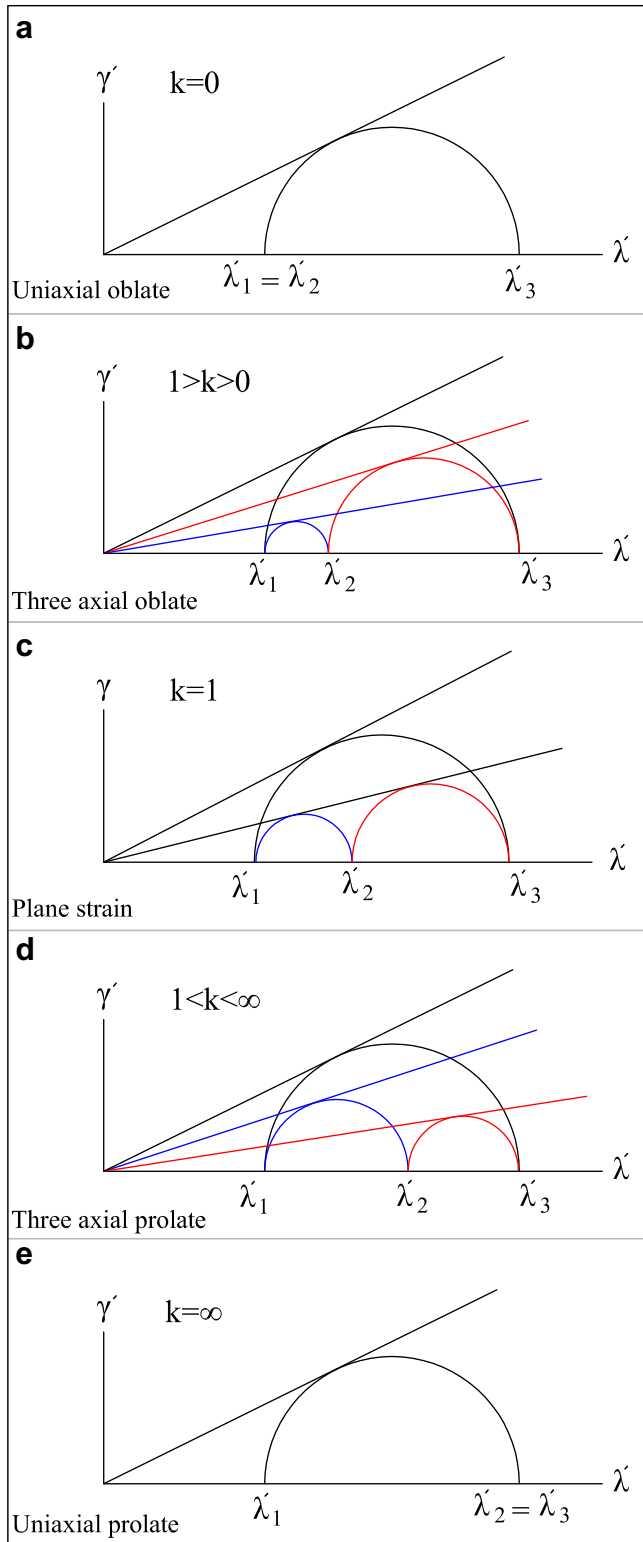 a
γ´ k=0
λ´
λ´1 = λ´2 λ´3
Uniaxial oblate
b
γ´ 1>k>0
λ´
λ´1 λ´2 λ´3
Three axial oblate
c
γ k=1
λ´
λ´1 λ´2 λ´3
Plane strain
d
γ´ 1<k<∞
λ´
λ´1 λ´2 λ´3
Three axial prolate
e
γ´ k=∞
λ´
λ´1 λ´2 = λ´3
Uniaxial prolate